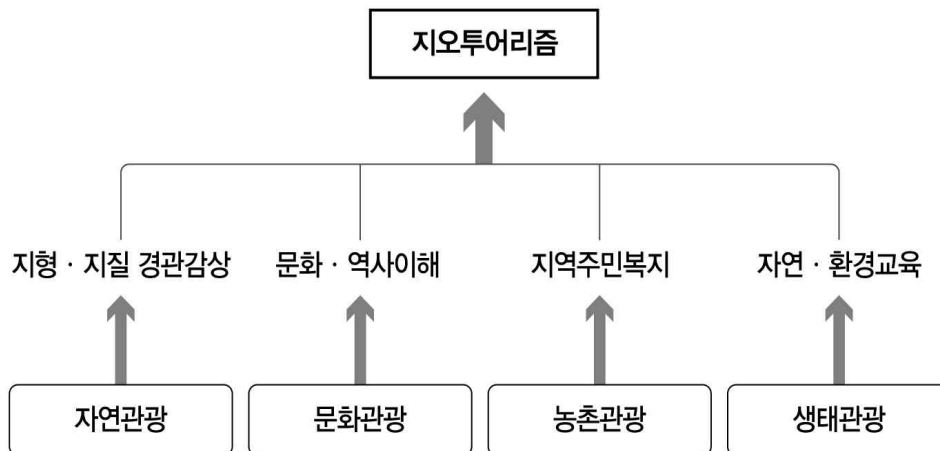 지오투어리즘
지형 · 지질 경관감상
문화 · 역사이해
지역주민복지
자연 · 환경교육
자연관광
문화관광
농촌관광
생태관광